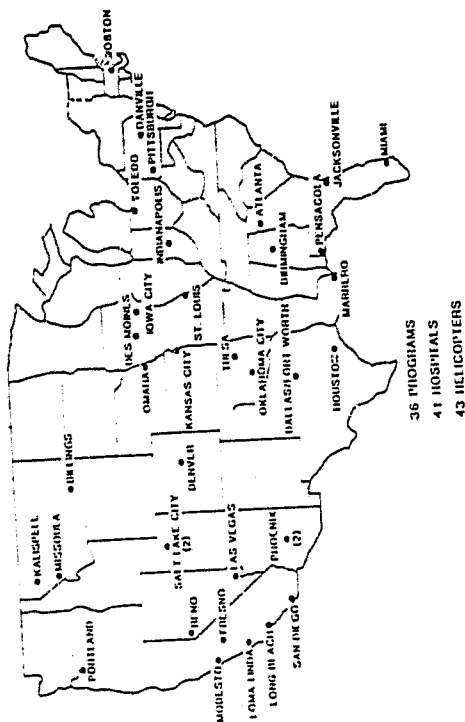 KALISPELL
MISSOULA
BILLINGS
PORTLAND
RENO
FRESNO
MODESTO
LOMA LINDA
LONG BEACH
SAN DIEGO
SALT LAKE CITY
(2)
LAS VEGAS
PHOENIX
(2)
DENVER
OMAHA
DES MOINES
IOWA CITY
KANSAS CITY
ST. LOUIS
TULSA
OKLAHOMA CITY
DALLAS/FORT WORTH
HOUSTON
MARRERO
INDIANAPOLIS
TOLEDO
DANVILLE
PITTSBURGH
BOSTON
ATLANTA
BIRMINGHAM
PENSACOLA
JACKSONVILLE
MIAMI
36 PROGRAMS
41 HOSPITALS
43 HELICOPTERS